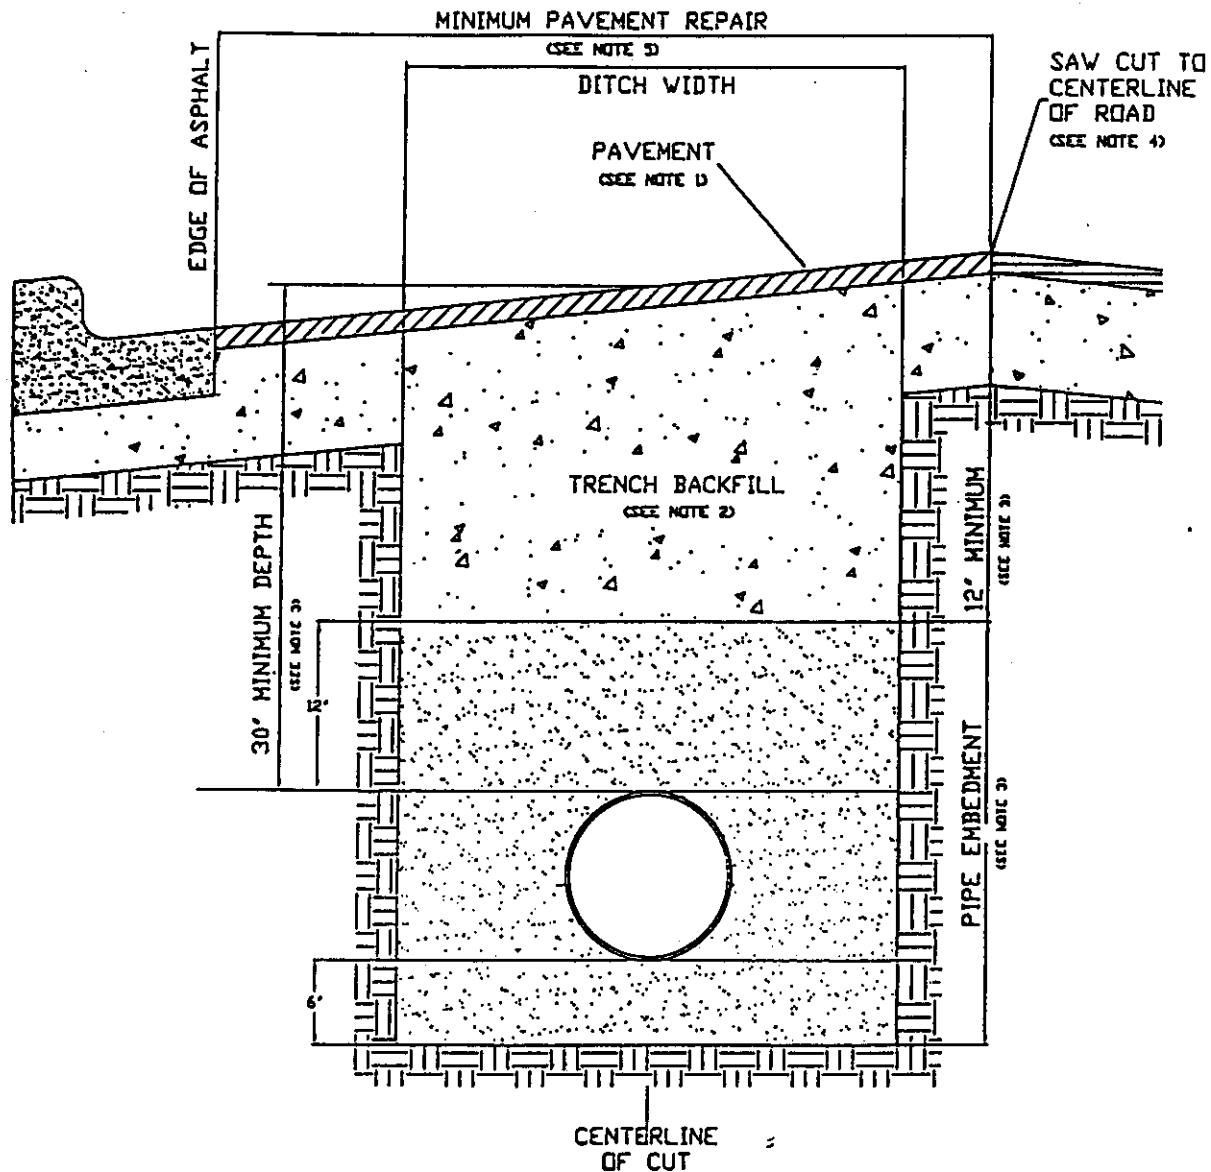 MINIMUM PAVEMENT REPAIR
(SEE NOTE 5)
DITCH WIDTH
SAW CUT TO
CENTERLINE
OF ROAD
(SEE NOTE 4)
EDGE OF ASPHALT
PAVEMENT
(SEE NOTE 1)
TRENCH BACKFILL
(SEE NOTE 2)
30" MINIMUM DEPTH
(SEE NOTE 3)
12"
12" MINIMUM
(SEE NOTE 3)
PIPE EMBEDMENT
(SEE NOTE 3)
6"
CENTERLINE
OF CUT